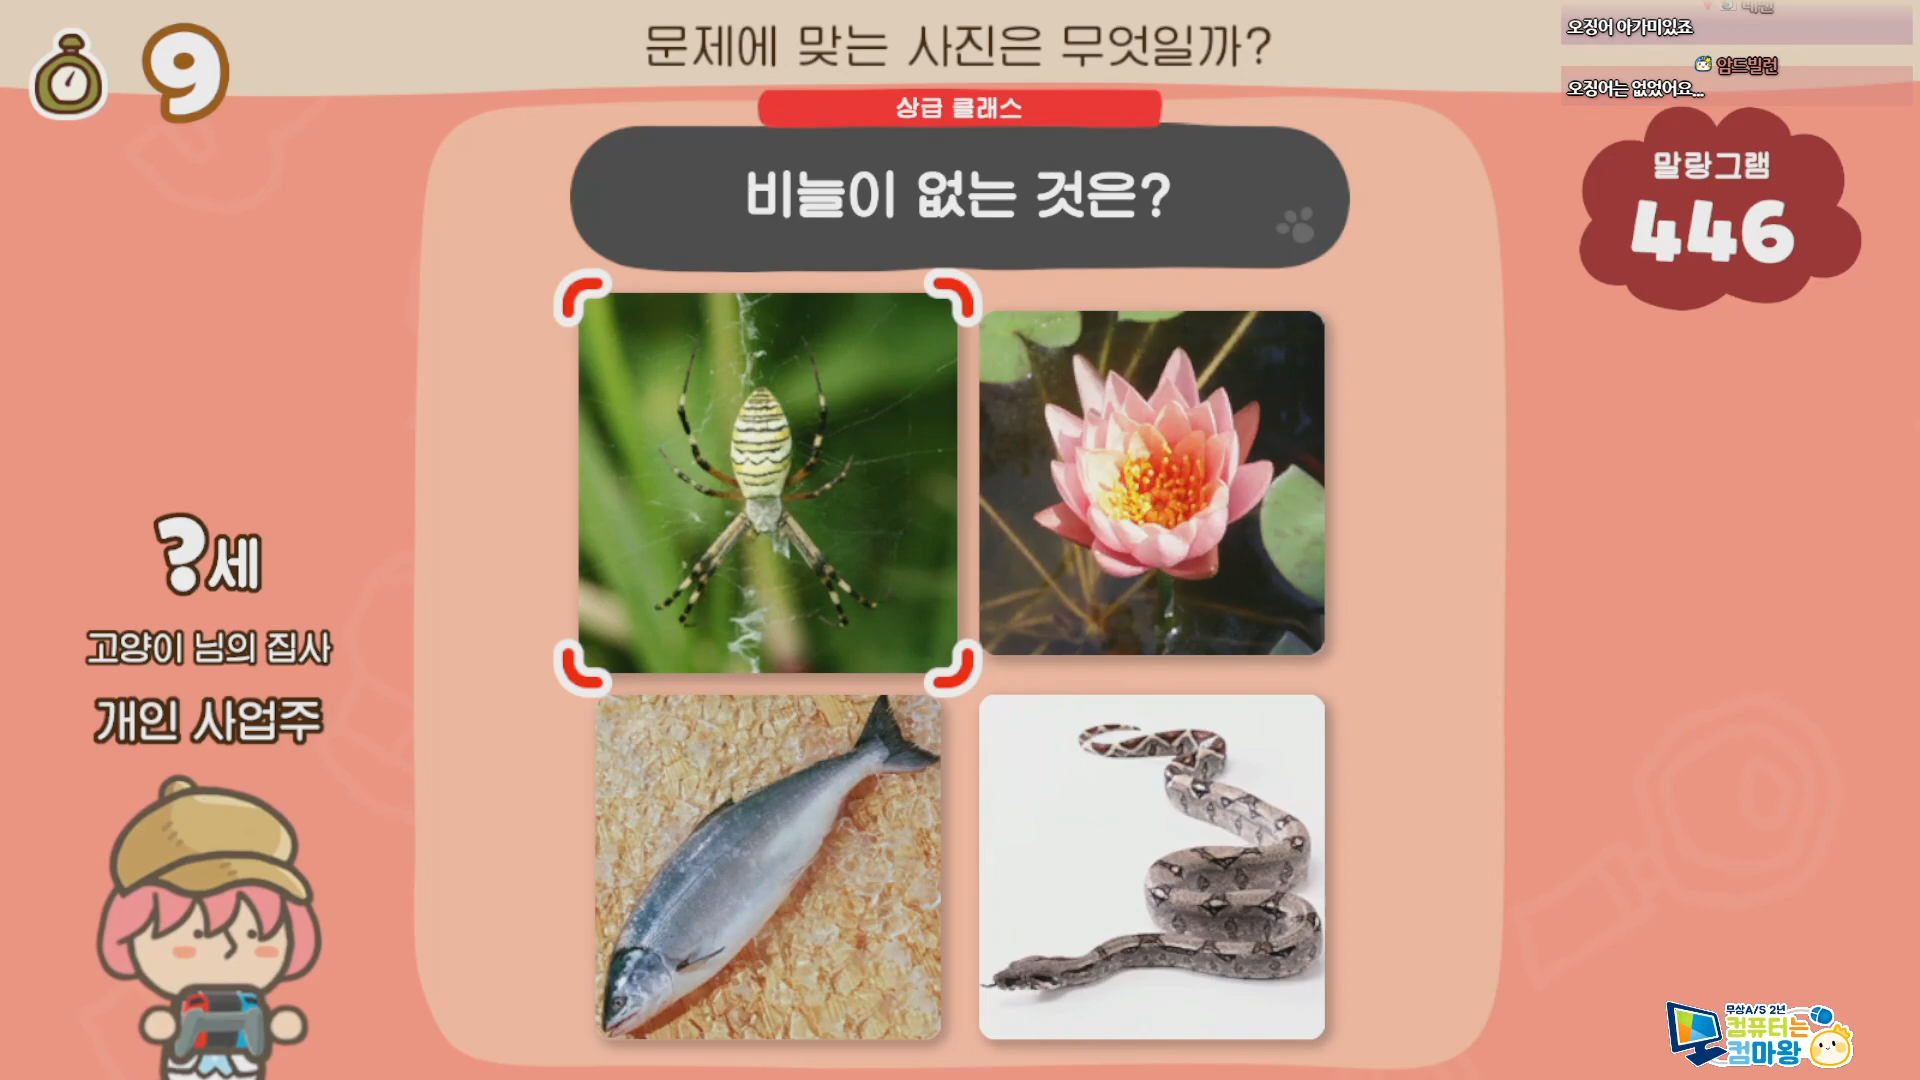 9
문제에 맞는 사진은 무엇일까?
오징어 아가미있죠
암드빌런
오징어는 없었어요...
상급 클래스
비늘이 없는 것은?
말랑그램
446
?세
고양이 님의 집사
개인 사업주
무상A/S 2년
컴퓨터는
컴마왕